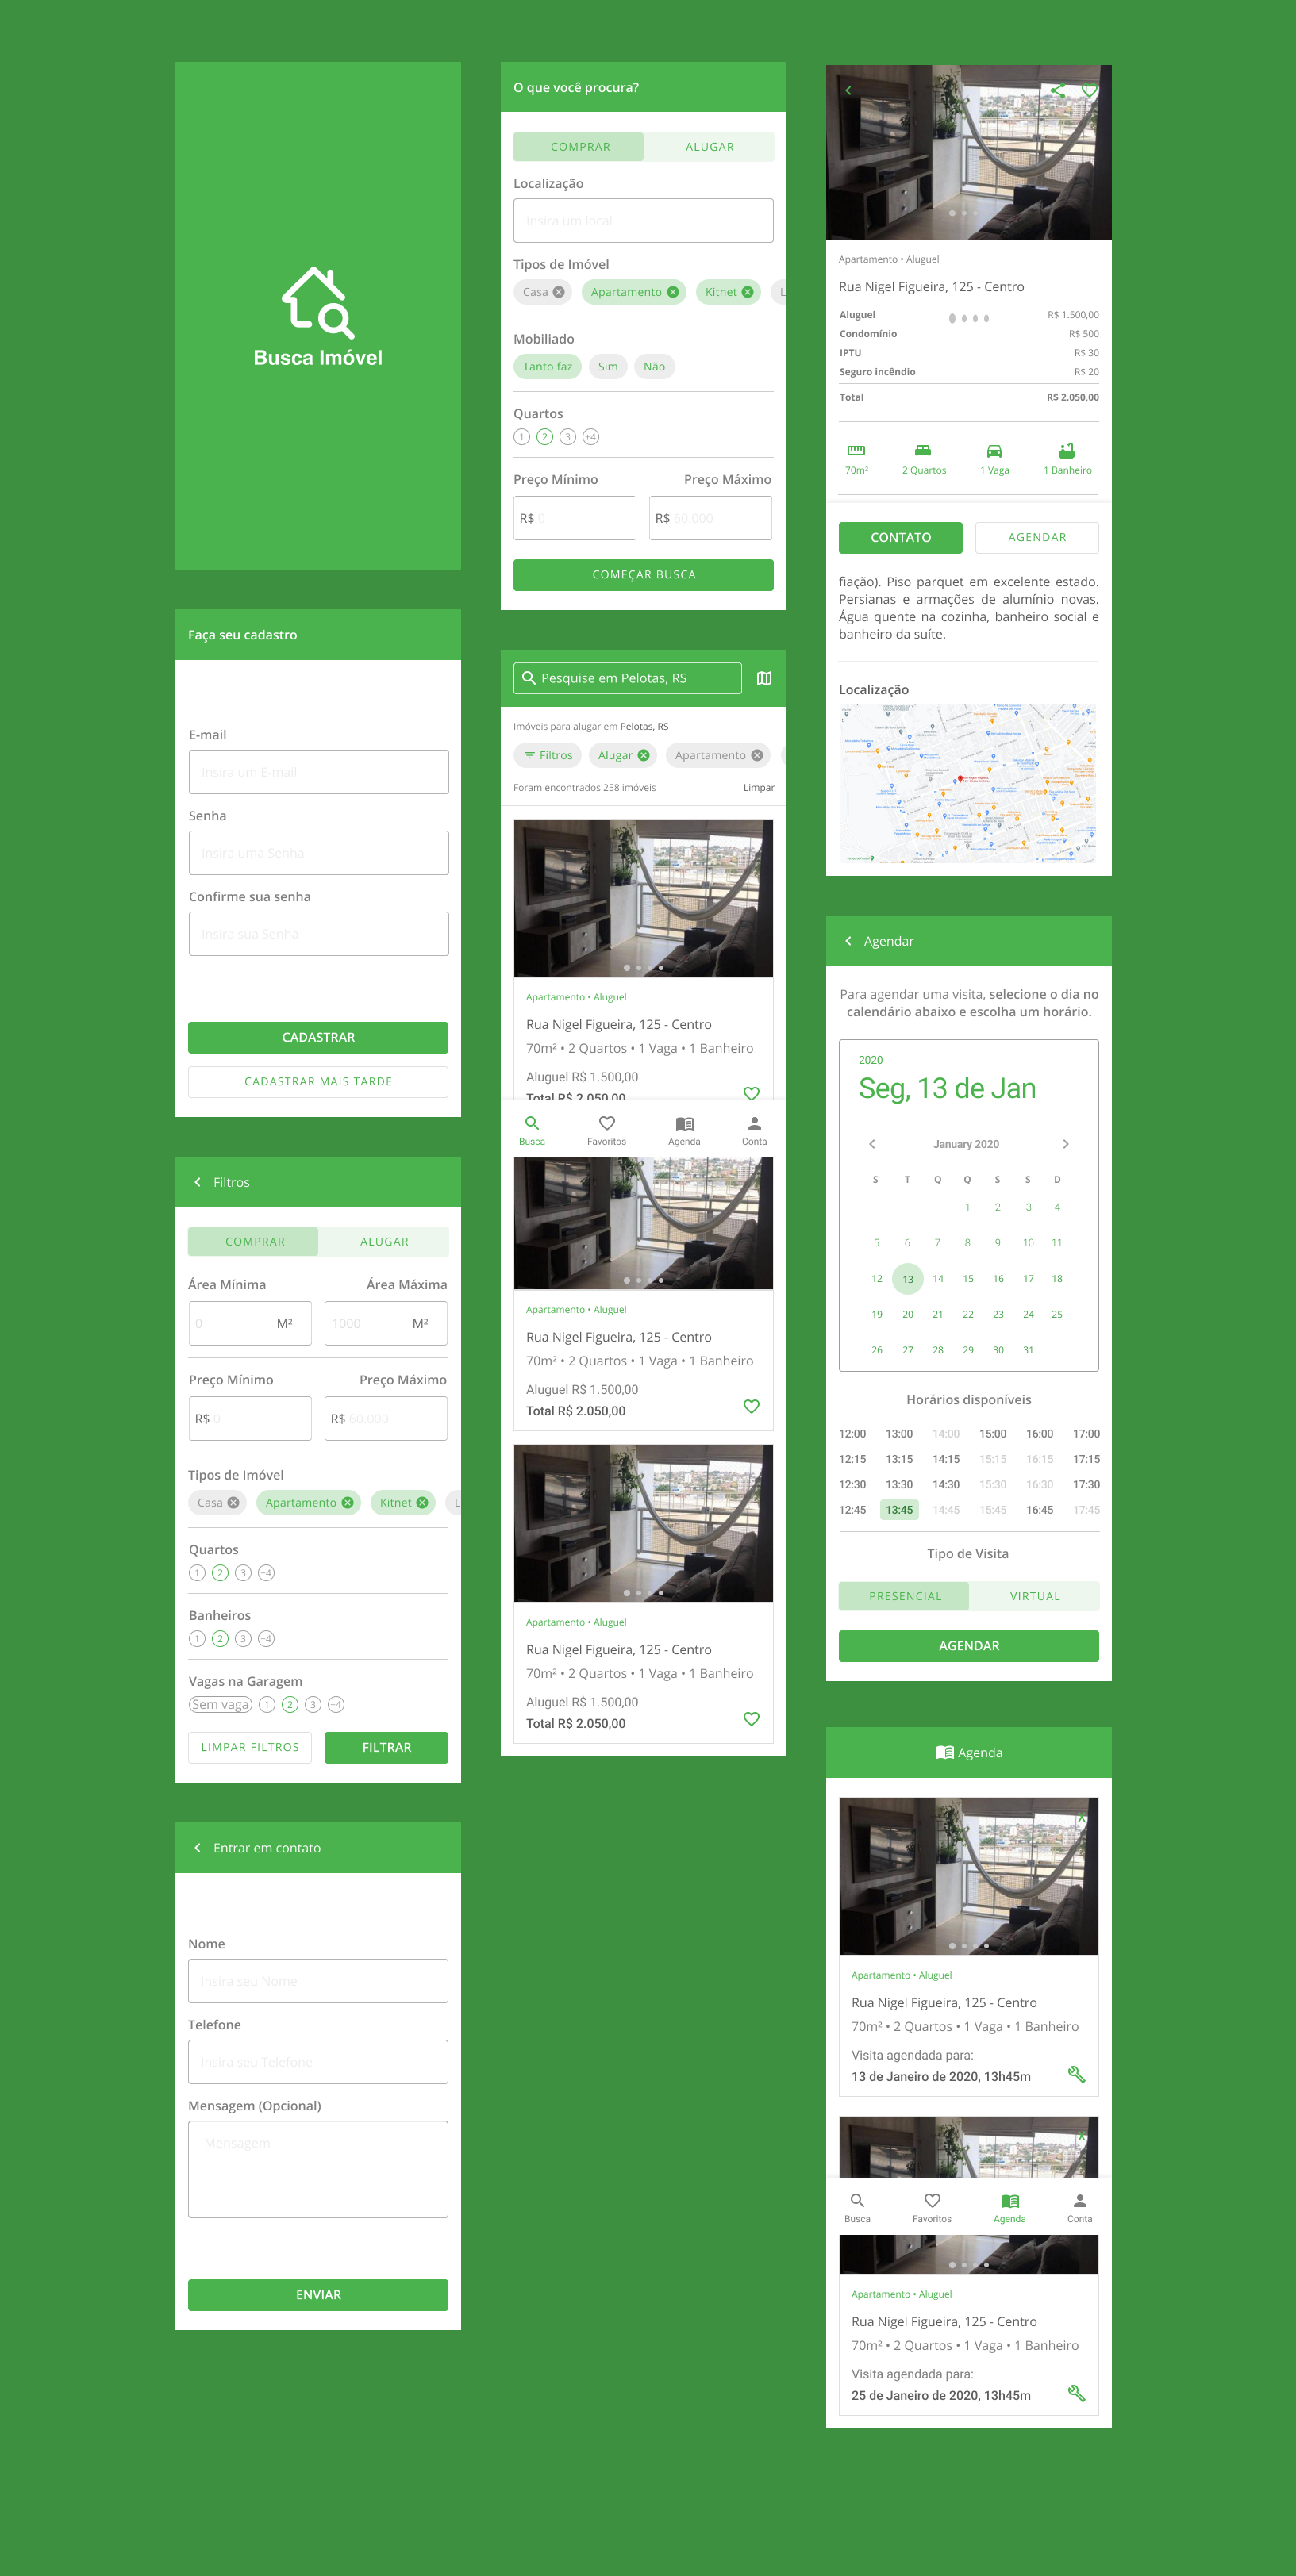 Busca Imóvel
Faça seu cadastro
E-mail
Insira um E-mail
Senha
Insira uma Senha
Confirme sua senha
Insira sua Senha
CADASTRAR
CADASTRAR MAIS TARDE
Filtros
COMPRAR ALUGAR
Área Mínima Área Máxima
0 M² 1000 M²
Preço Mínimo Preço Máximo
R$ 0 R$ 60.000
Tipos de Imóvel
Casa Apartamento Kitnet L
Quartos
1 2 3 +4
Banheiros
1 2 3 +4
Vagas na Garagem
Sem vaga 1 2 3 +4
LIMPAR FILTROS FILTRAR
Entrar em contato
Nome
Insira seu Nome
Telefone
Insira seu Telefone
Mensagem (Opcional)
Mensagem
ENVIAR
O que você procura?
COMPRAR ALUGAR
Localização
Insira um local
Tipos de Imóvel
Casa Apartamento Kitnet L
Mobiliado
Tanto faz Sim Não
Quartos
1 2 3 +4
Preço Mínimo Preço Máximo
R$ 0 R$ 60.000
COMEÇAR BUSCA
Pesquise em Pelotas, RS
Imóveis para alugar em Pelotas, RS
Filtros Alugar Apartamento
Foram encontrados 258 imóveis Limpar
Apartamento • Aluguel
Rua Nigel Figueira, 125 - Centro
70m² • 2 Quartos • 1 Vaga • 1 Banheiro
Aluguel R$ 1.500,00
Total R$ 2.050,00
Busca Favoritos Agenda Conta
Apartamento • Aluguel
Rua Nigel Figueira, 125 - Centro
70m² • 2 Quartos • 1 Vaga • 1 Banheiro
Aluguel R$ 1.500,00
Total R$ 2.050,00
Apartamento • Aluguel
Rua Nigel Figueira, 125 - Centro
70m² • 2 Quartos • 1 Vaga • 1 Banheiro
Aluguel R$ 1.500,00
Total R$ 2.050,00
Apartamento • Aluguel
Rua Nigel Figueira, 125 - Centro
Aluguel R$ 1.500,00
Condomínio R$ 500
IPTU R$ 30
Seguro incêndio R$ 20
Total R$ 2.050,00
70m² 2 Quartos 1 Vaga 1 Banheiro
CONTATO AGENDAR
fiação). Piso parquet em excelente estado.
Persianas e armações de alumínio novas.
Água quente na cozinha, banheiro social e
banheiro da suíte.
Localização
Agendar
Para agendar uma visita, selecione o dia no
calendário abaixo e escolha um horário.
2020
Seg, 13 de Jan
January 2020
S T Q Q S S D
1 2 3 4
5 6 7 8 9 10 11
12 13 14 15 16 17 18
19 20 21 22 23 24 25
26 27 28 29 30 31
Horários disponíveis
12:00 13:00 14:00 15:00 16:00 17:00
12:15 13:15 14:15 15:15 16:15 17:15
12:30 13:30 14:30 15:30 16:30 17:30
12:45 13:45 14:45 15:45 16:45 17:45
Tipo de Visita
PRESENCIAL VIRTUAL
AGENDAR
Agenda
X
Apartamento • Aluguel
Rua Nigel Figueira, 125 - Centro
70m² • 2 Quartos • 1 Vaga • 1 Banheiro
Visita agendada para:
13 de Janeiro de 2020, 13h45m
X
Busca Favoritos Agenda Conta
Apartamento • Aluguel
Rua Nigel Figueira, 125 - Centro
70m² • 2 Quartos • 1 Vaga • 1 Banheiro
Visita agendada para:
25 de Janeiro de 2020, 13h45m